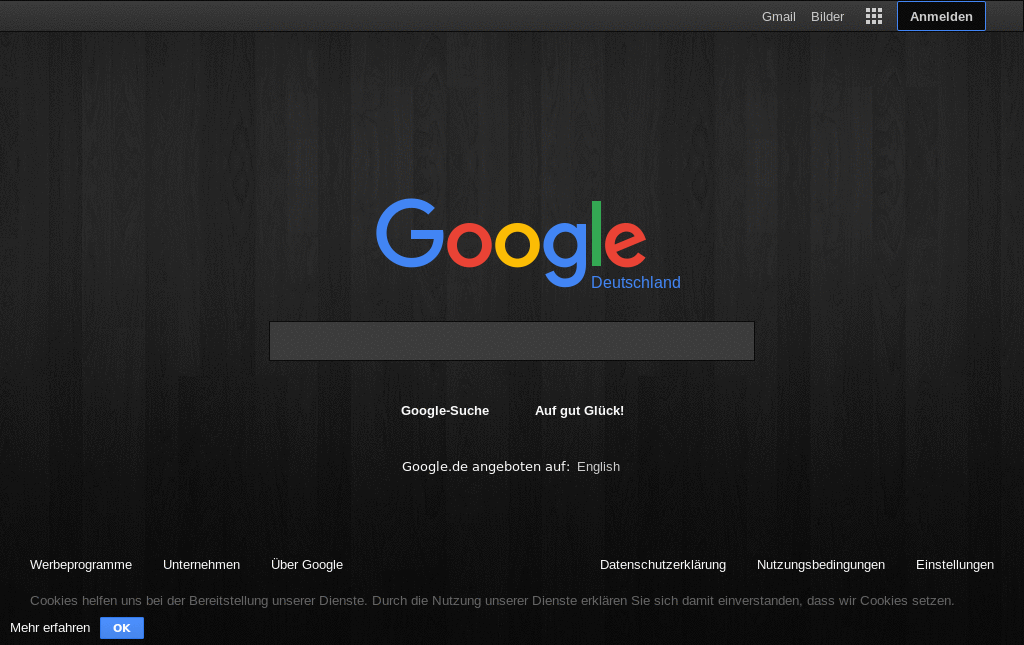 Gmail Bilder Anmelden
Google
Deutschland
Google-Suche Auf gut Glück!
Google.de angeboten auf: English
Werbeprogramme Unternehmen Über Google Datenschutzerklärung Nutzungsbedingungen Einstellungen
Cookies helfen uns bei der Bereitstellung unserer Dienste. Durch die Nutzung unserer Dienste erklären Sie sich damit einverstanden, dass wir Cookies setzen.
Mehr erfahren OK